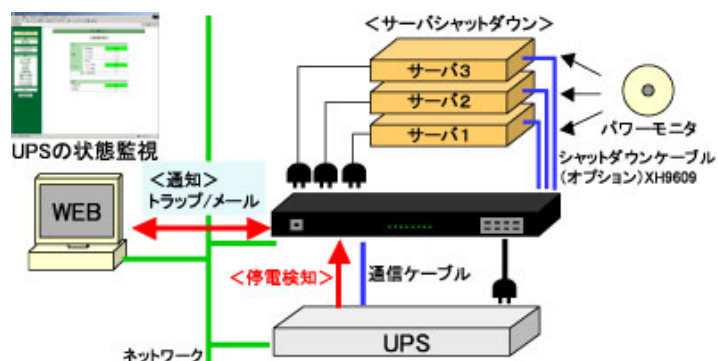 UPSの状態監視
WEB
＜通知＞
トラップ/メール
＜サーバシャットダウン＞
サーバ3
サーバ2
サーバ1
パワーモニタ
シャットダウンケーブル
(オプション)XH9609
＜停電検知＞
通信ケーブル
UPS
ネットワーク